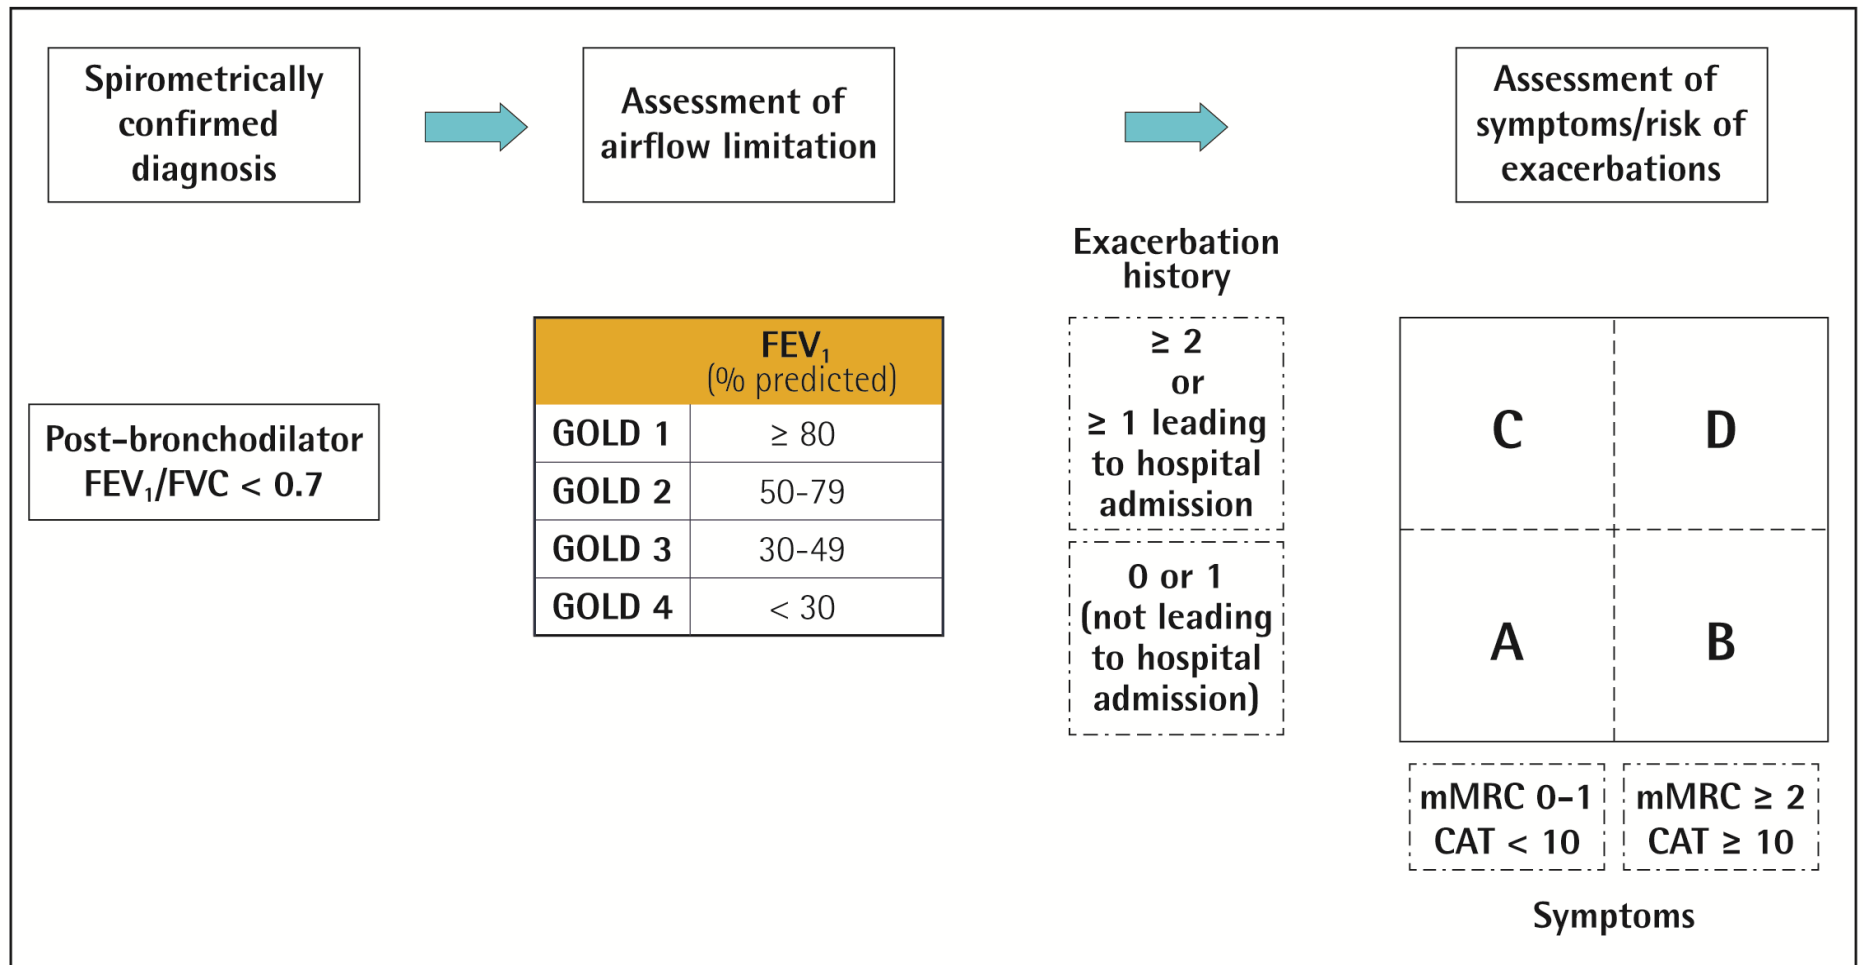 Spirometrically
confirmed
diagnosis
Assessment of
airflow limitation
Assessment of
symptoms/risk of
exacerbations
Post-bronchodilator
FEV₁/FVC < 0.7
FEV₁
(% predicted)
GOLD 1 ≥ 80
GOLD 2 50-79
GOLD 3 30-49
GOLD 4 < 30
Exacerbation
history
≥ 2
or
≥ 1 leading
to hospital
admission
0 or 1
(not leading
to hospital
admission)
C D
A B
mMRC 0-1
CAT < 10
mMRC ≥ 2
CAT ≥ 10
Symptoms